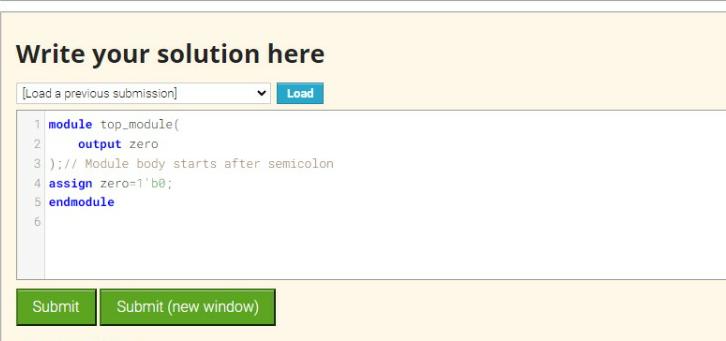 Write your solution here
[Load a previous submission] Load
1 module top_module(
2 output zero
3 );// Module body starts after semicolon
4 assign zero=1'b0;
5 endmodule
6
Submit Submit (new window)